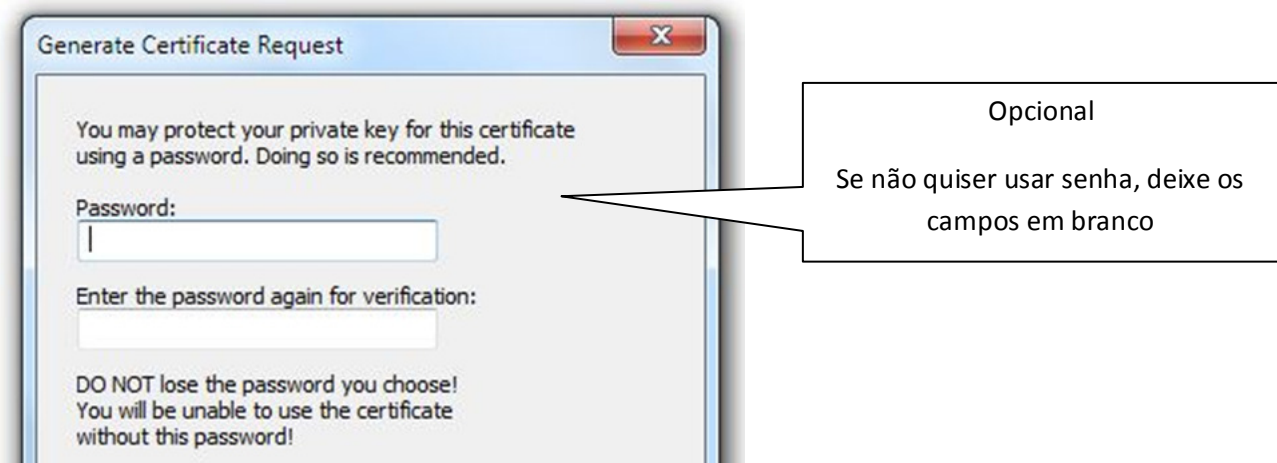 Generate Certificate Request
You may protect your private key for this certificate
using a password. Doing so is recommended.
Password:
Enter the password again for verification:
DO NOT lose the password you choose!
You will be unable to use the certificate
without this password!
Opcional
Se não quiser usar senha, deixe os
campos em branco